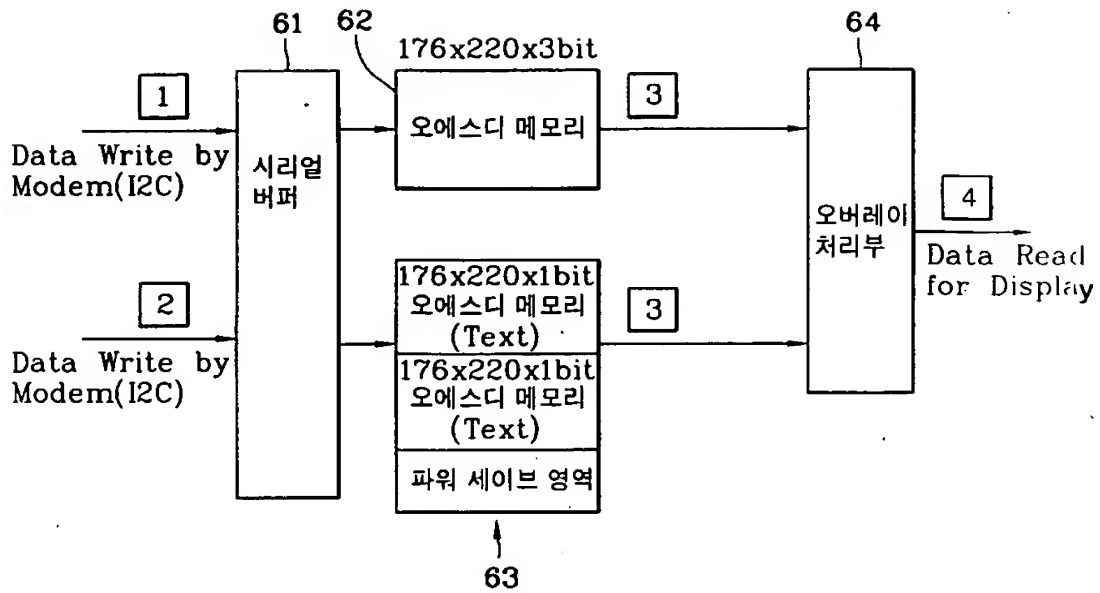 61
62
176x220x3bit
64
1
3
오에스디 메모리
Data Write by
Modem(I2C)
시리얼
버퍼
4
오버레이
처리부
Data Read
for Display
2
176x220x1bit
오에스디 메모리
(Text)
3
Data Write by
Modem(I2C)
176x220x1bit
오에스디 메모리
(Text)
파워 세이브 영역
63